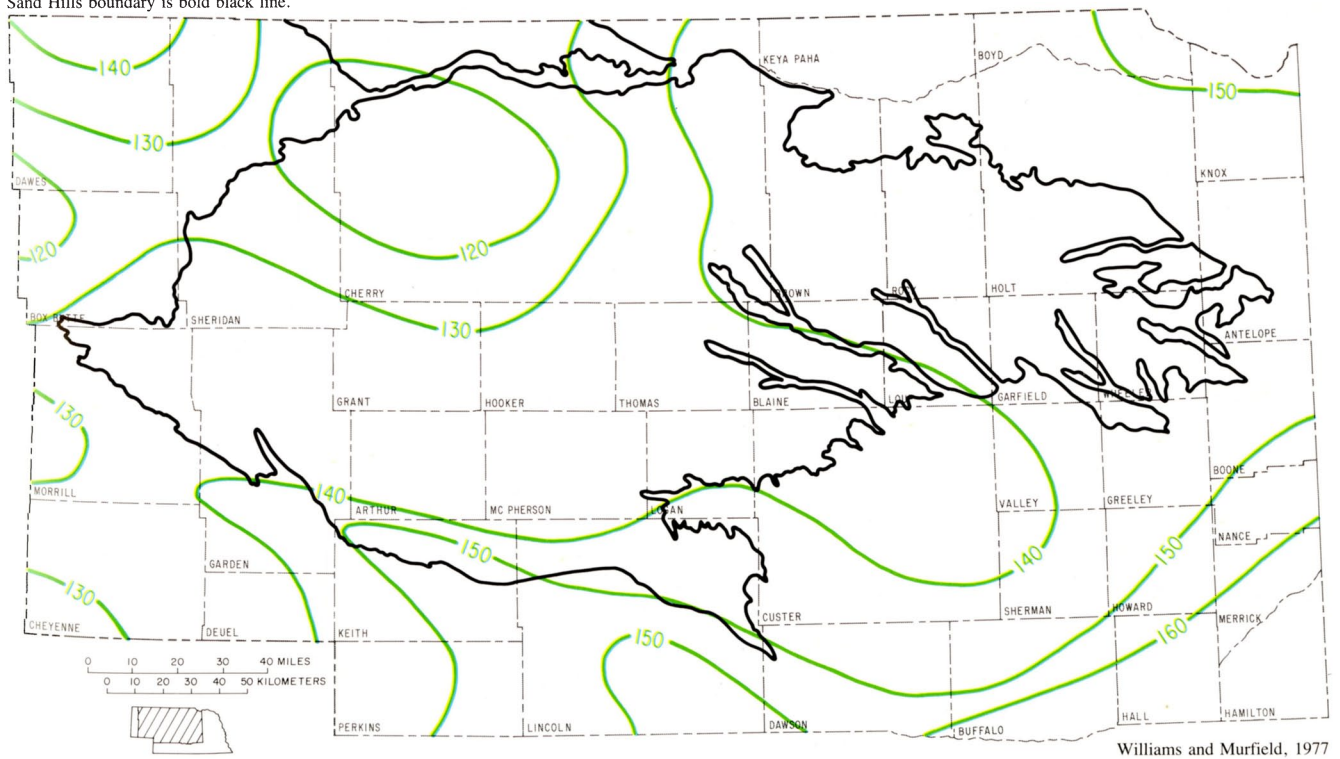 Sand Hills boundary is bold black line.
140
130
DAWES
120
BOX BUTTE
SHERIDAN
CHERRY
120
130
KEYA PAHA
BOYD
150
KNOX
BROWN
HOLT
ANTELOPE
130
MORRILL
GRANT
HOOKER
THOMAS
BLAINE
LOUP
GARFIELD
WHEELER
BOONE
140
ARTHUR
MC PHERSON
LOGAN
VALLEY
GREELEY
NANCE
150
GARDEN
140
150
130
CHEYENNE
DEUEL
KEITH
150
CUSTER
SHERMAN
HOWARD
160
MERRICK
0 10 20 30 40 MILES
0 10 20 30 40 50 KILOMETERS
PERKINS
LINCOLN
DAWSON
BUFFALO
HALL
HAMILTON
Williams and Murfield, 1977